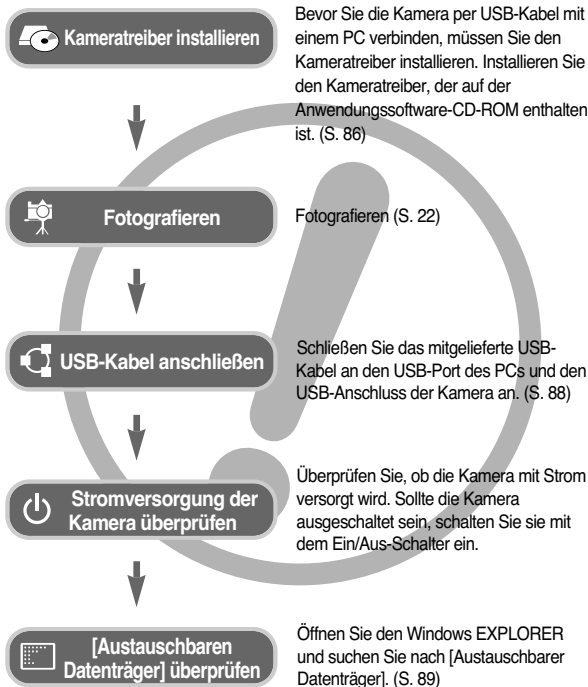 Kameratreiber installieren
Bevor Sie die Kamera per USB-Kabel mit
einem PC verbinden, müssen Sie den
Kameratreiber installieren. Installieren Sie
den Kameratreiber, der auf der
Anwendungssoftware-CD-ROM enthalten
ist. (S. 86)
Fotografieren
Fotografieren (S. 22)
USB-Kabel anschließen
Schließen Sie das mitgelieferte USB-
Kabel an den USB-Port des PCs und den
USB-Anschluss der Kamera an. (S. 88)
Stromversorgung der
Kamera überprüfen
Überprüfen Sie, ob die Kamera mit Strom
versorgt wird. Sollte die Kamera
ausgeschaltet sein, schalten Sie sie mit
dem Ein/Aus-Schalter ein.
[Austauschbaren
Datenträger] überprüfen
Öffnen Sie den Windows EXPLORER
und suchen Sie nach [Austauschbarer
Datenträger]. (S. 89)